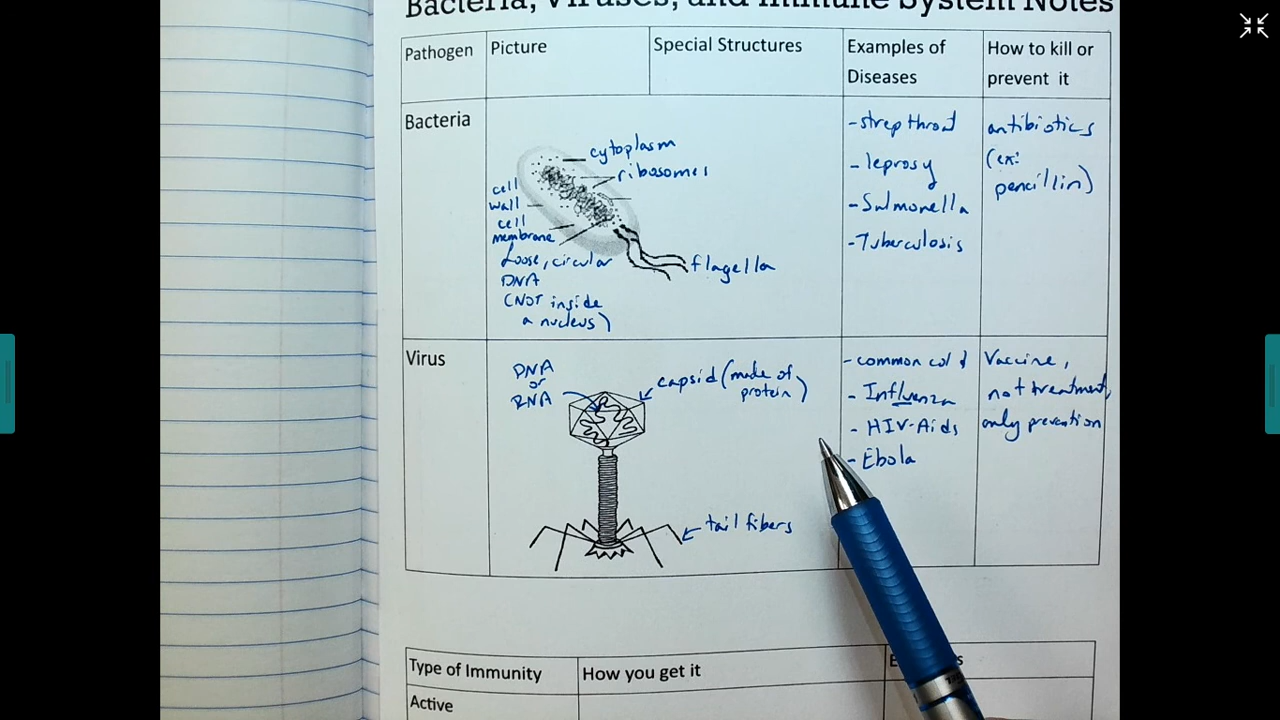 Bacteria, Viruses, and Immune System Notes
Pathogen
Picture
Special Structures
Examples of
Diseases
How to kill or
prevent it
Bacteria
cytoplasm
ribosomes
cell
wall
cell
membrane
Loose, circular
DNA
(NOT inside
a nucleus)
flagella
-strep throat
-leprosy
-Salmonella
-Tuberculosis
antibiotics
(ex:
pencillin)
Virus
DNA
or
RNA
capsid (made of
protein)
tail fibers
-common cold
- Influenza
- HIV-Aids
- Ebola
Vaccine,
not treatment,
only prevention
Type of Immunity
How you get it
Active